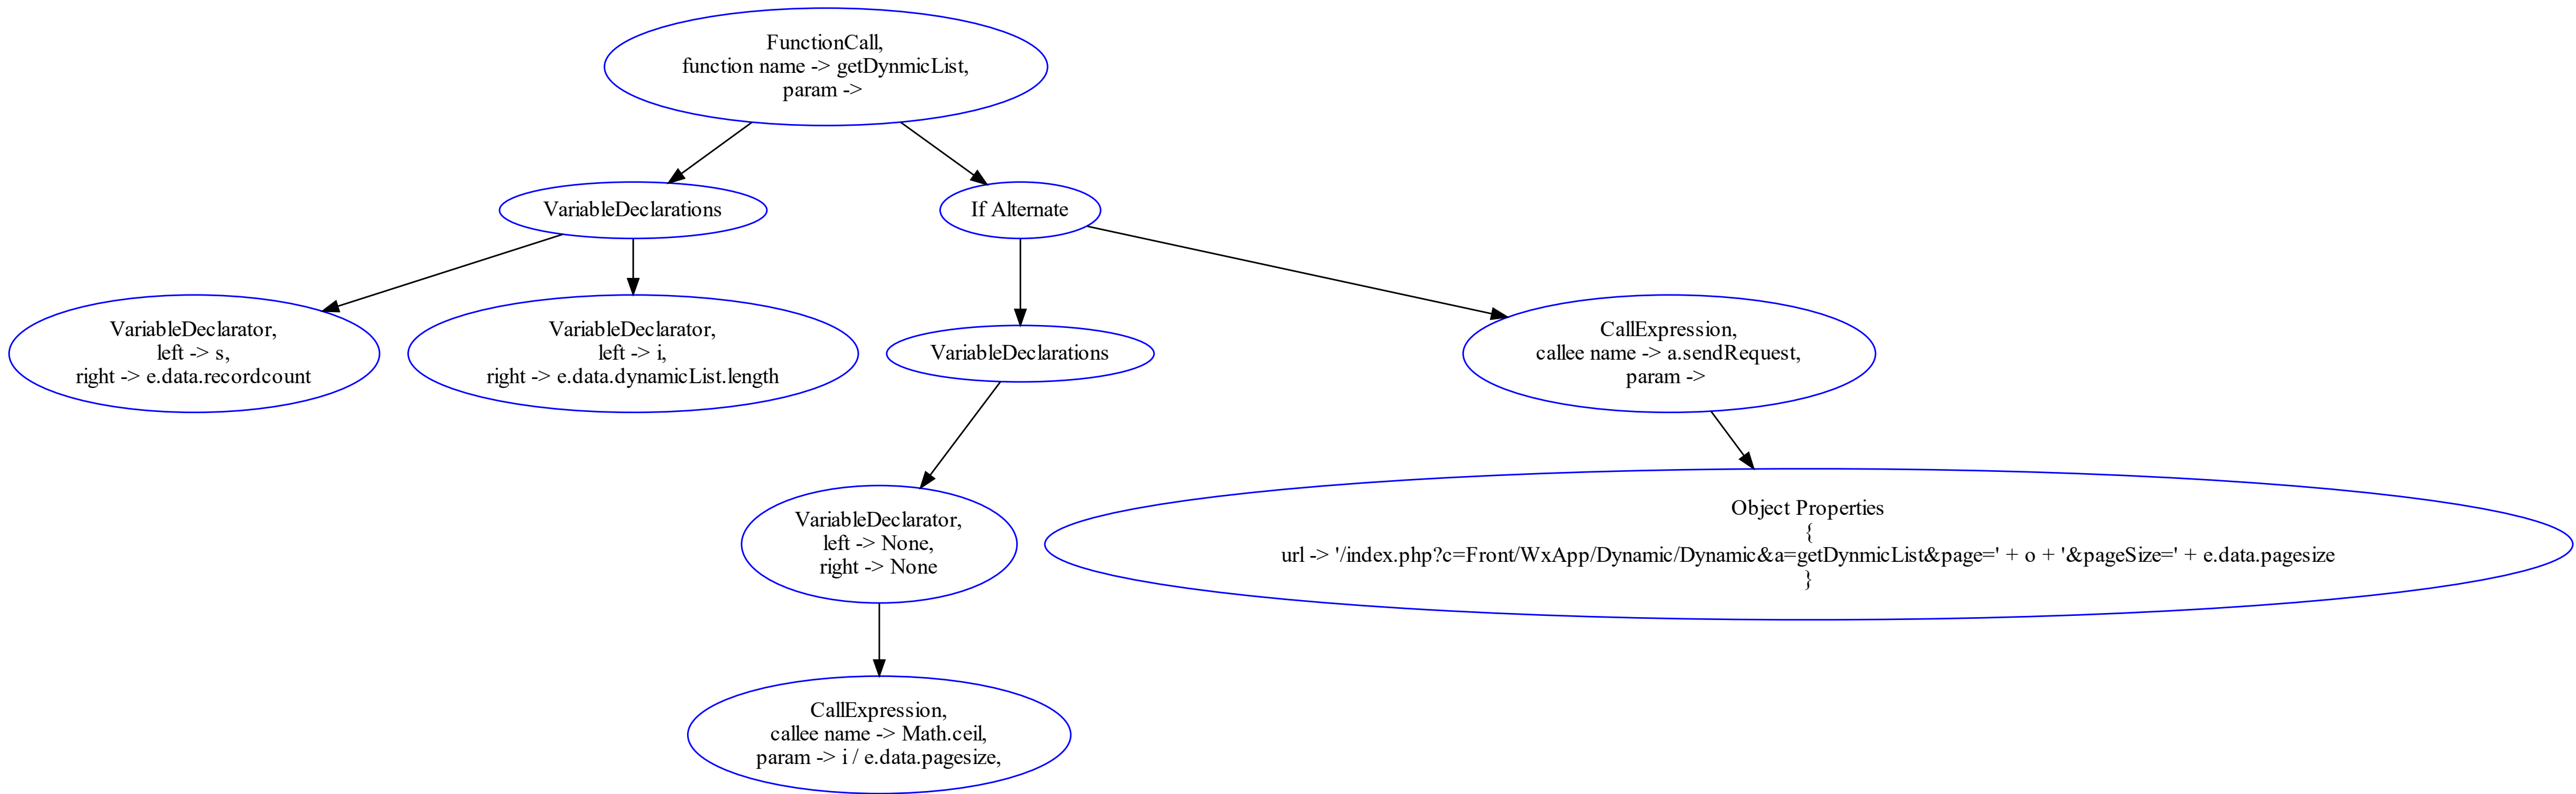 FunctionCall,
function name -> getDynmicList,
param ->
VariableDeclarations
If Alternate
VariableDeclarator,
left -> s,
right -> e.data.recordcount
VariableDeclarator,
left -> i,
right -> e.data.dynamicList.length
VariableDeclarations
CallExpression,
callee name -> a.sendRequest,
param ->
VariableDeclarator,
left -> None,
right -> None
Object Properties
{
url -> '/index.php?c=Front/WxApp/Dynamic/Dynamic&a=getDynmicList&page=' + o + '&pageSize=' + e.data.pagesize
}
CallExpression,
callee name -> Math.ceil,
param -> i / e.data.pagesize,